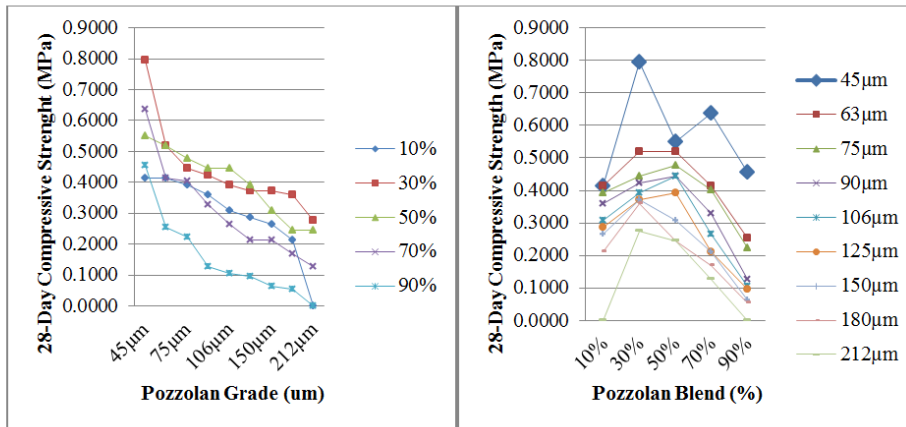 0.9000
0.8000
0.7000
0.6000
0.5000
0.4000
0.3000
0.2000
0.1000
0.0000
28-Day Compressive Strenght (MPa)
45µm
75µm
106µm
150µm
212µm
Pozzolan Grade (um)
10%
30%
50%
70%
90%
0.9000
0.8000
0.7000
0.6000
0.5000
0.4000
0.3000
0.2000
0.1000
0.0000
28-Day Compressive Strength (MPa)
10%
30%
50%
70%
90%
Pozzolan Blend (%)
45µm
63µm
75µm
90µm
106µm
125µm
150µm
180µm
212µm